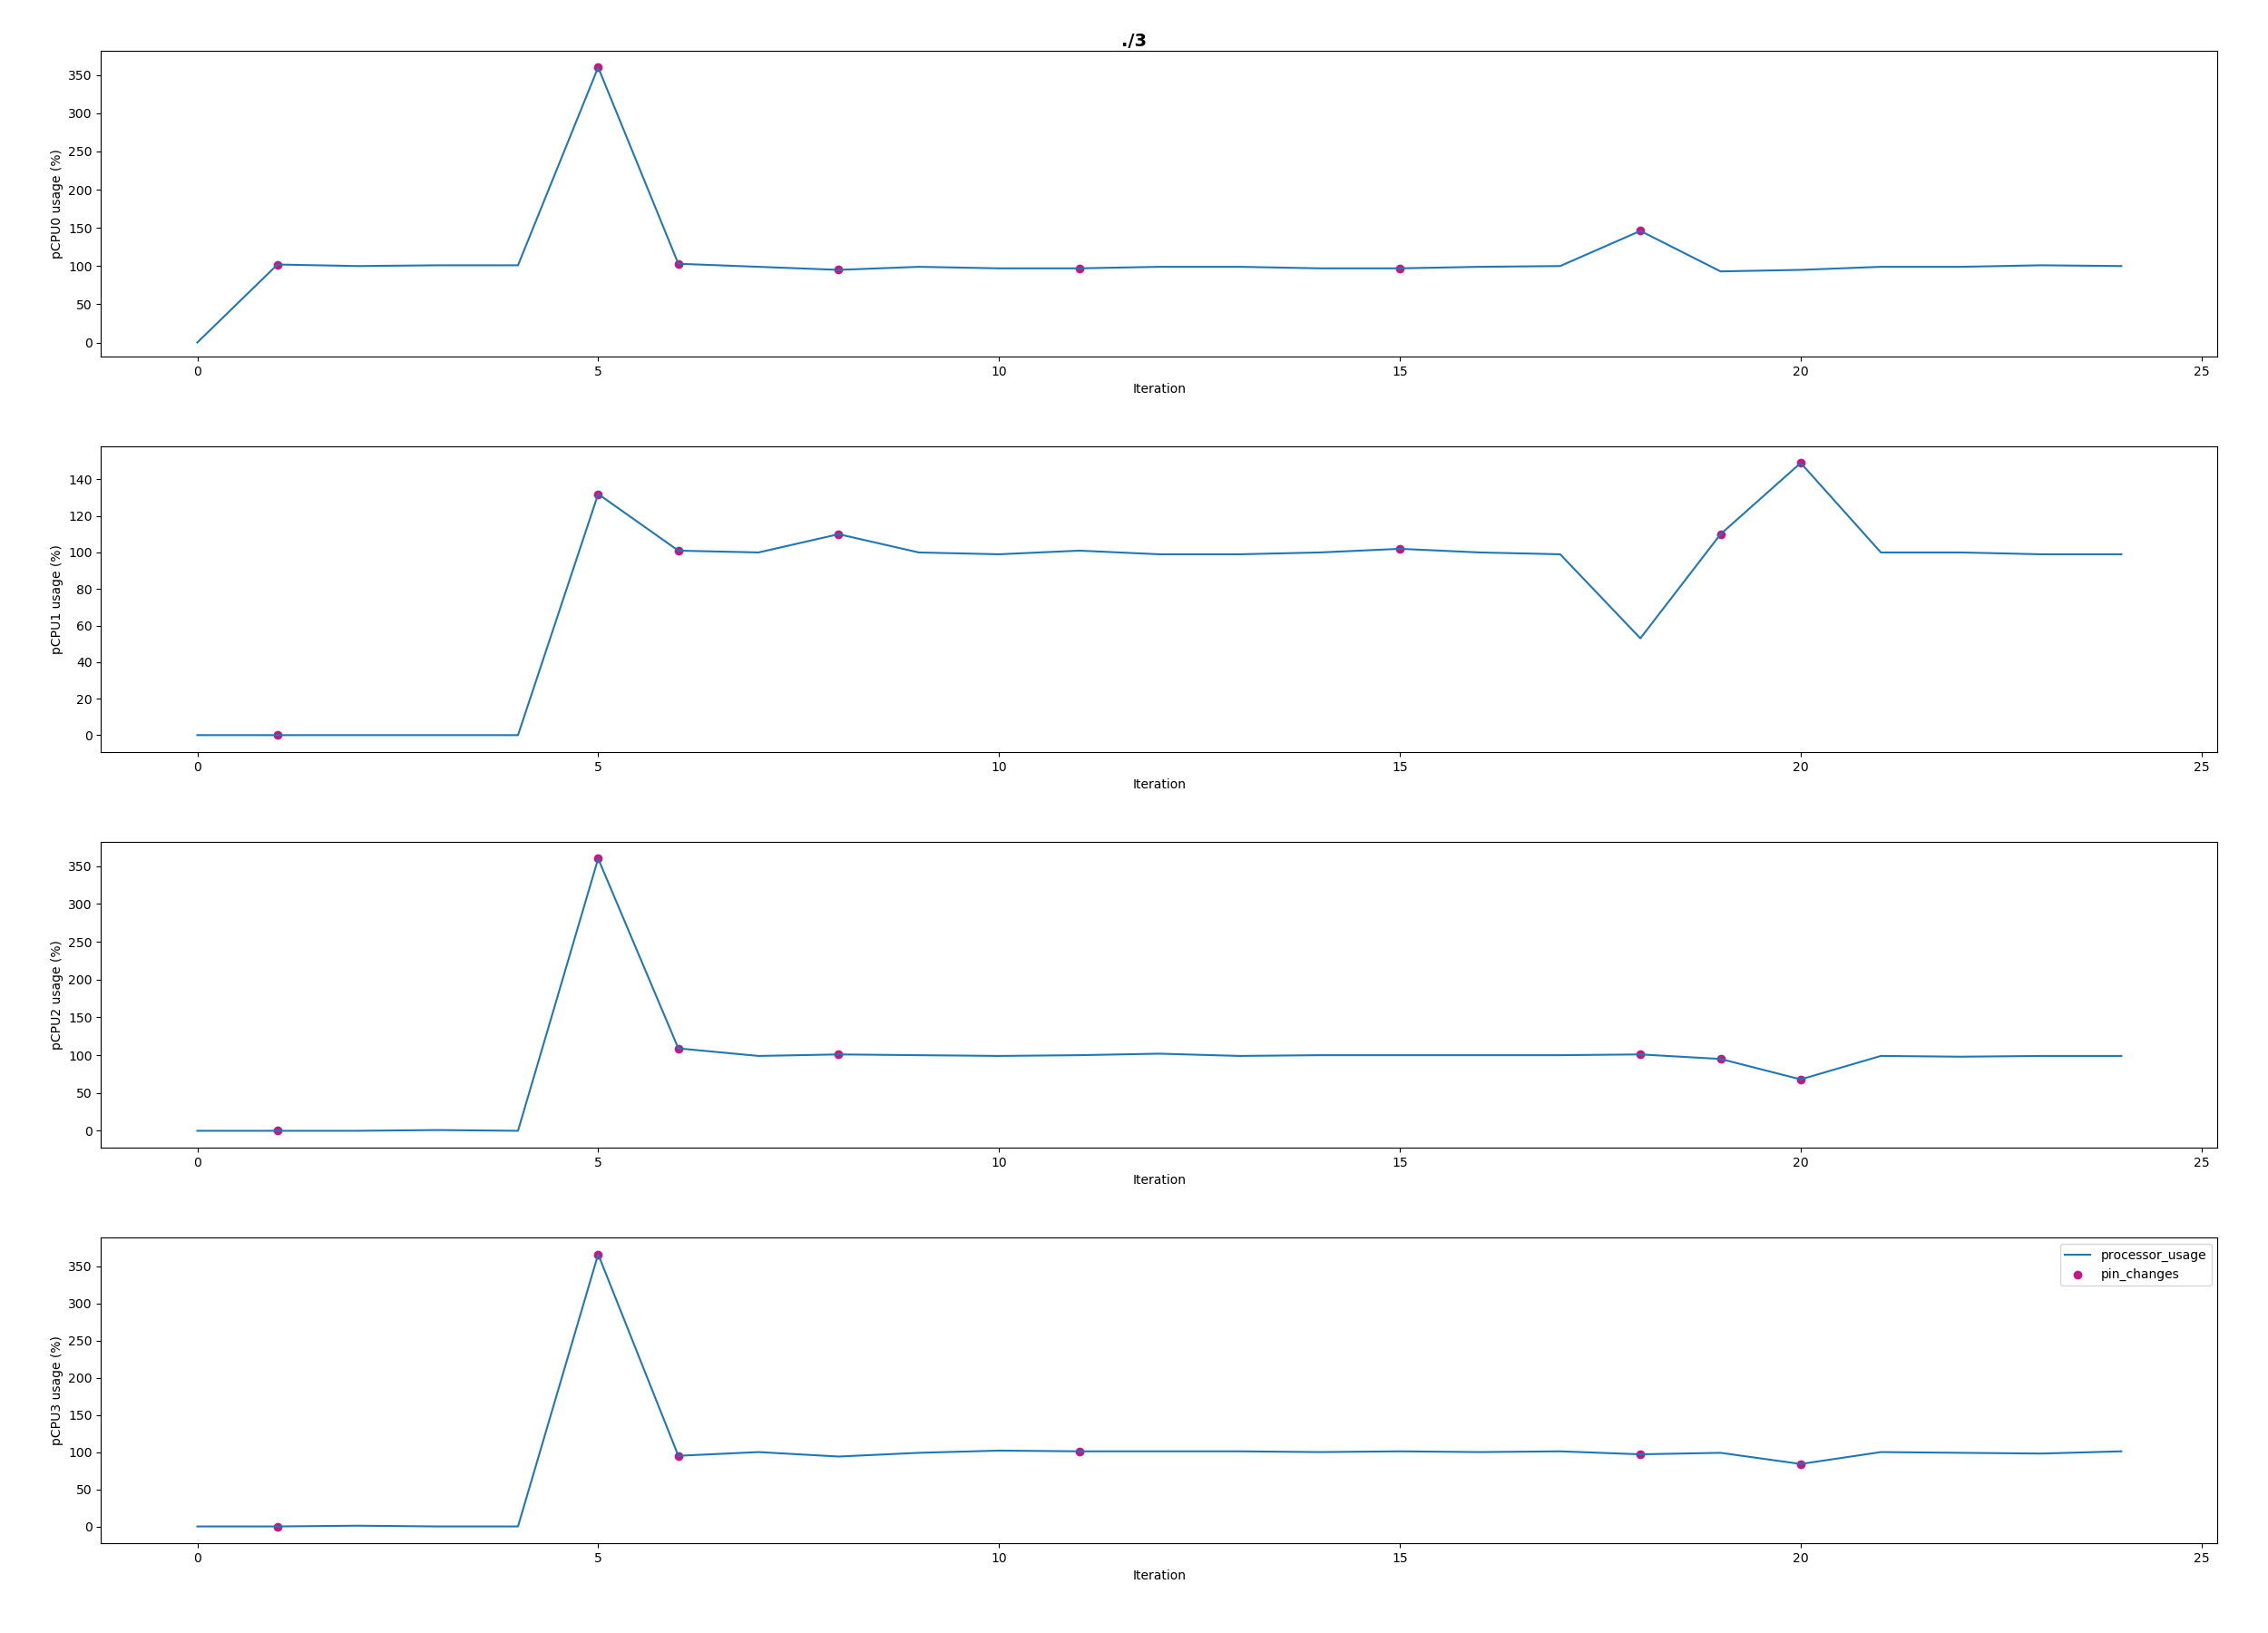 ./3
pCPU0 usage (%)
350
300
250
200
150
100
50
0
0 5 10 15 20 25
Iteration
pCPU1 usage (%)
140
120
100
80
60
40
20
0
0 5 10 15 20 25
Iteration
pCPU2 usage (%)
350
300
250
200
150
100
50
0
0 5 10 15 20 25
Iteration
pCPU3 usage (%)
processor_usage
pin_changes
350
300
250
200
150
100
50
0
0 5 10 15 20 25
Iteration